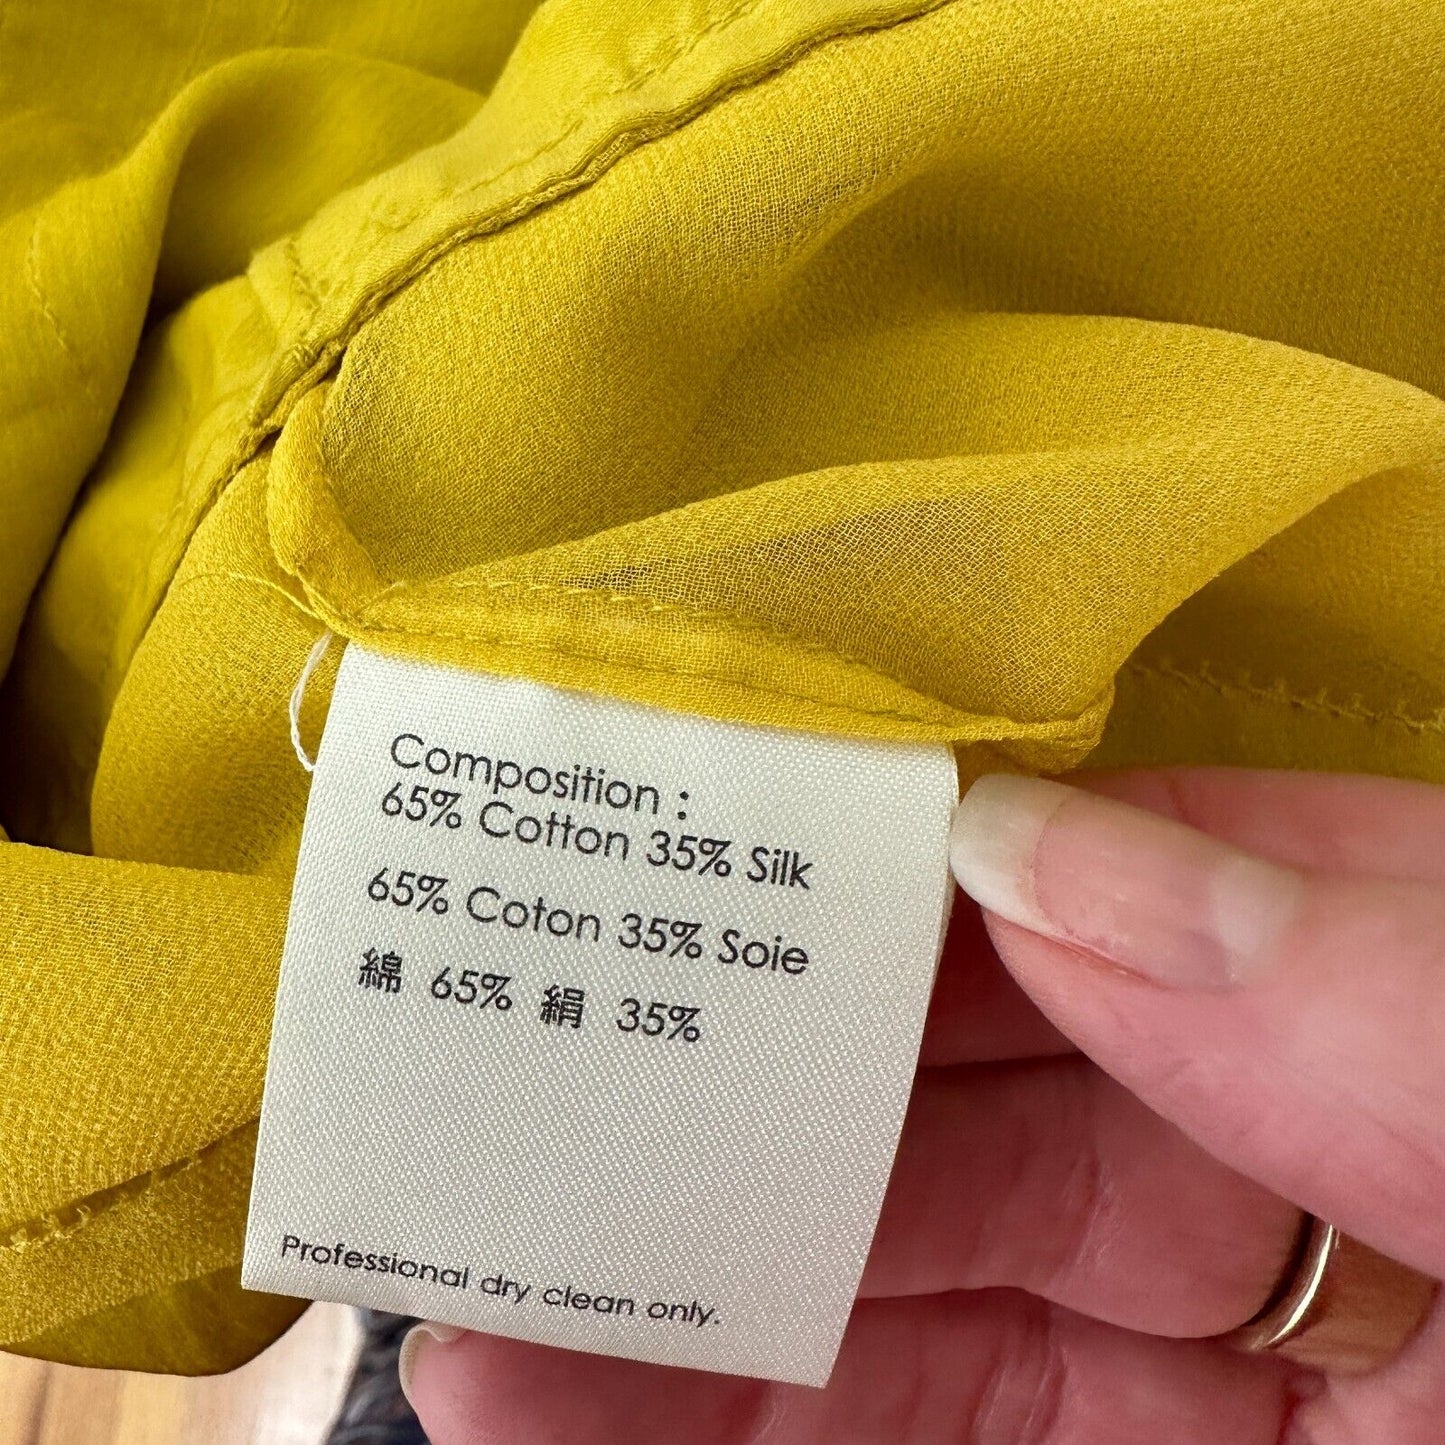 Composition :
65% Cotton 35% Silk
65% Coton 35% Soie
綿 65% 絹 35%
Professional dry clean only.